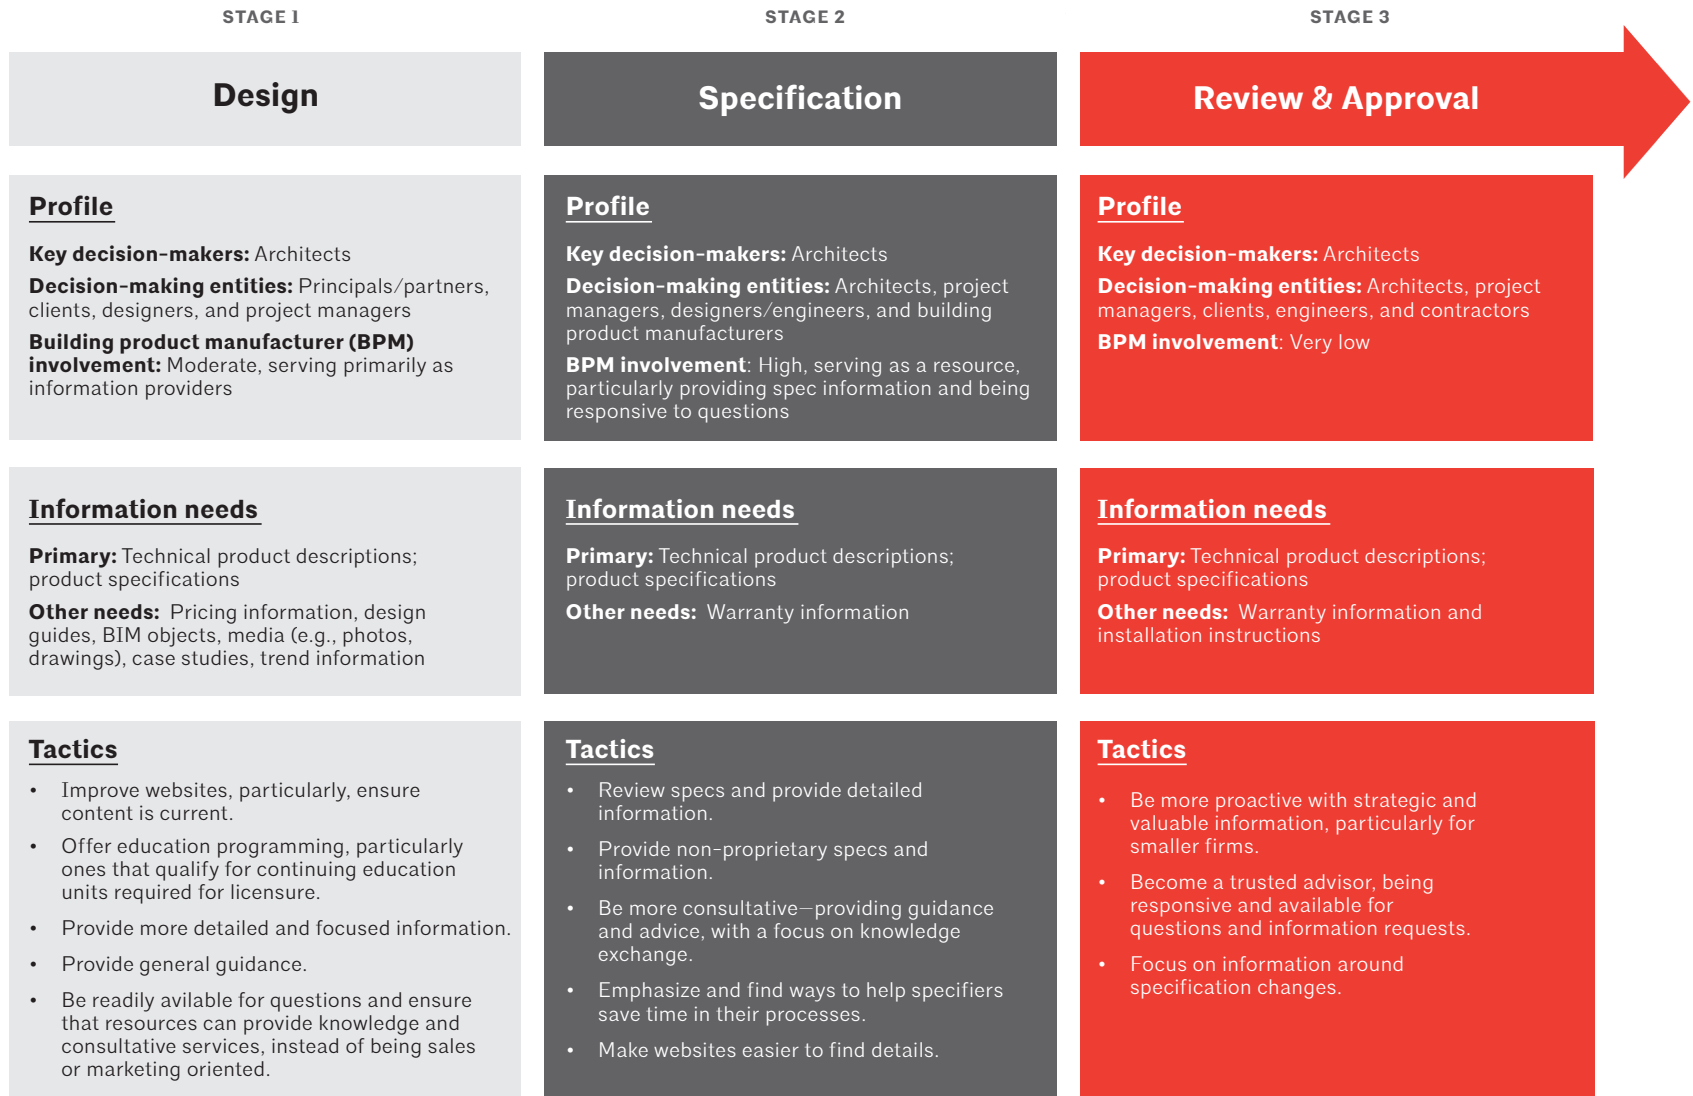 STAGE 1
Design
Profile
Key decision-makers: Architects
Decision-making entities: Principals/partners,
clients, designers, and project managers
Building product manufacturer (BPM)
involvement: Moderate, serving primarily as
information providers
Information needs
Primary: Technical product descriptions;
product specifications
Other needs: Pricing information, design
guides, BIM objects, media (e.g., photos,
drawings), case studies, trend information
Tactics
• Improve websites, particularly, ensure
content is current.
• Offer education programming, particularly
ones that qualify for continuing education
units required for licensure.
• Provide more detailed and focused information.
• Provide general guidance.
• Be readily avilable for questions and ensure
that resources can provide knowledge and
consultative services, instead of being sales
or marketing oriented.
STAGE 2
Specification
Profile
Key decision-makers: Architects
Decision-making entities: Architects, project
managers, designers/engineers, and building
product manufacturers
BPM involvement: High, serving as a resource,
particularly providing spec information and being
responsive to questions
Information needs
Primary: Technical product descriptions;
product specifications
Other needs: Warranty information
Tactics
• Review specs and provide detailed
information.
• Provide non-proprietary specs and
information.
• Be more consultative—providing guidance
and advice, with a focus on knowledge
exchange.
• Emphasize and find ways to help specifiers
save time in their processes.
• Make websites easier to find details.
STAGE 3
Review & Approval
Profile
Key decision-makers: Architects
Decision-making entities: Architects, project
managers, clients, engineers, and contractors
BPM involvement: Very low
Information needs
Primary: Technical product descriptions;
product specifications
Other needs: Warranty information and
installation instructions
Tactics
• Be more proactive with strategic and
valuable information, particularly for
smaller firms.
• Become a trusted advisor, being
responsive and available for
questions and information requests.
• Focus on information around
specification changes.